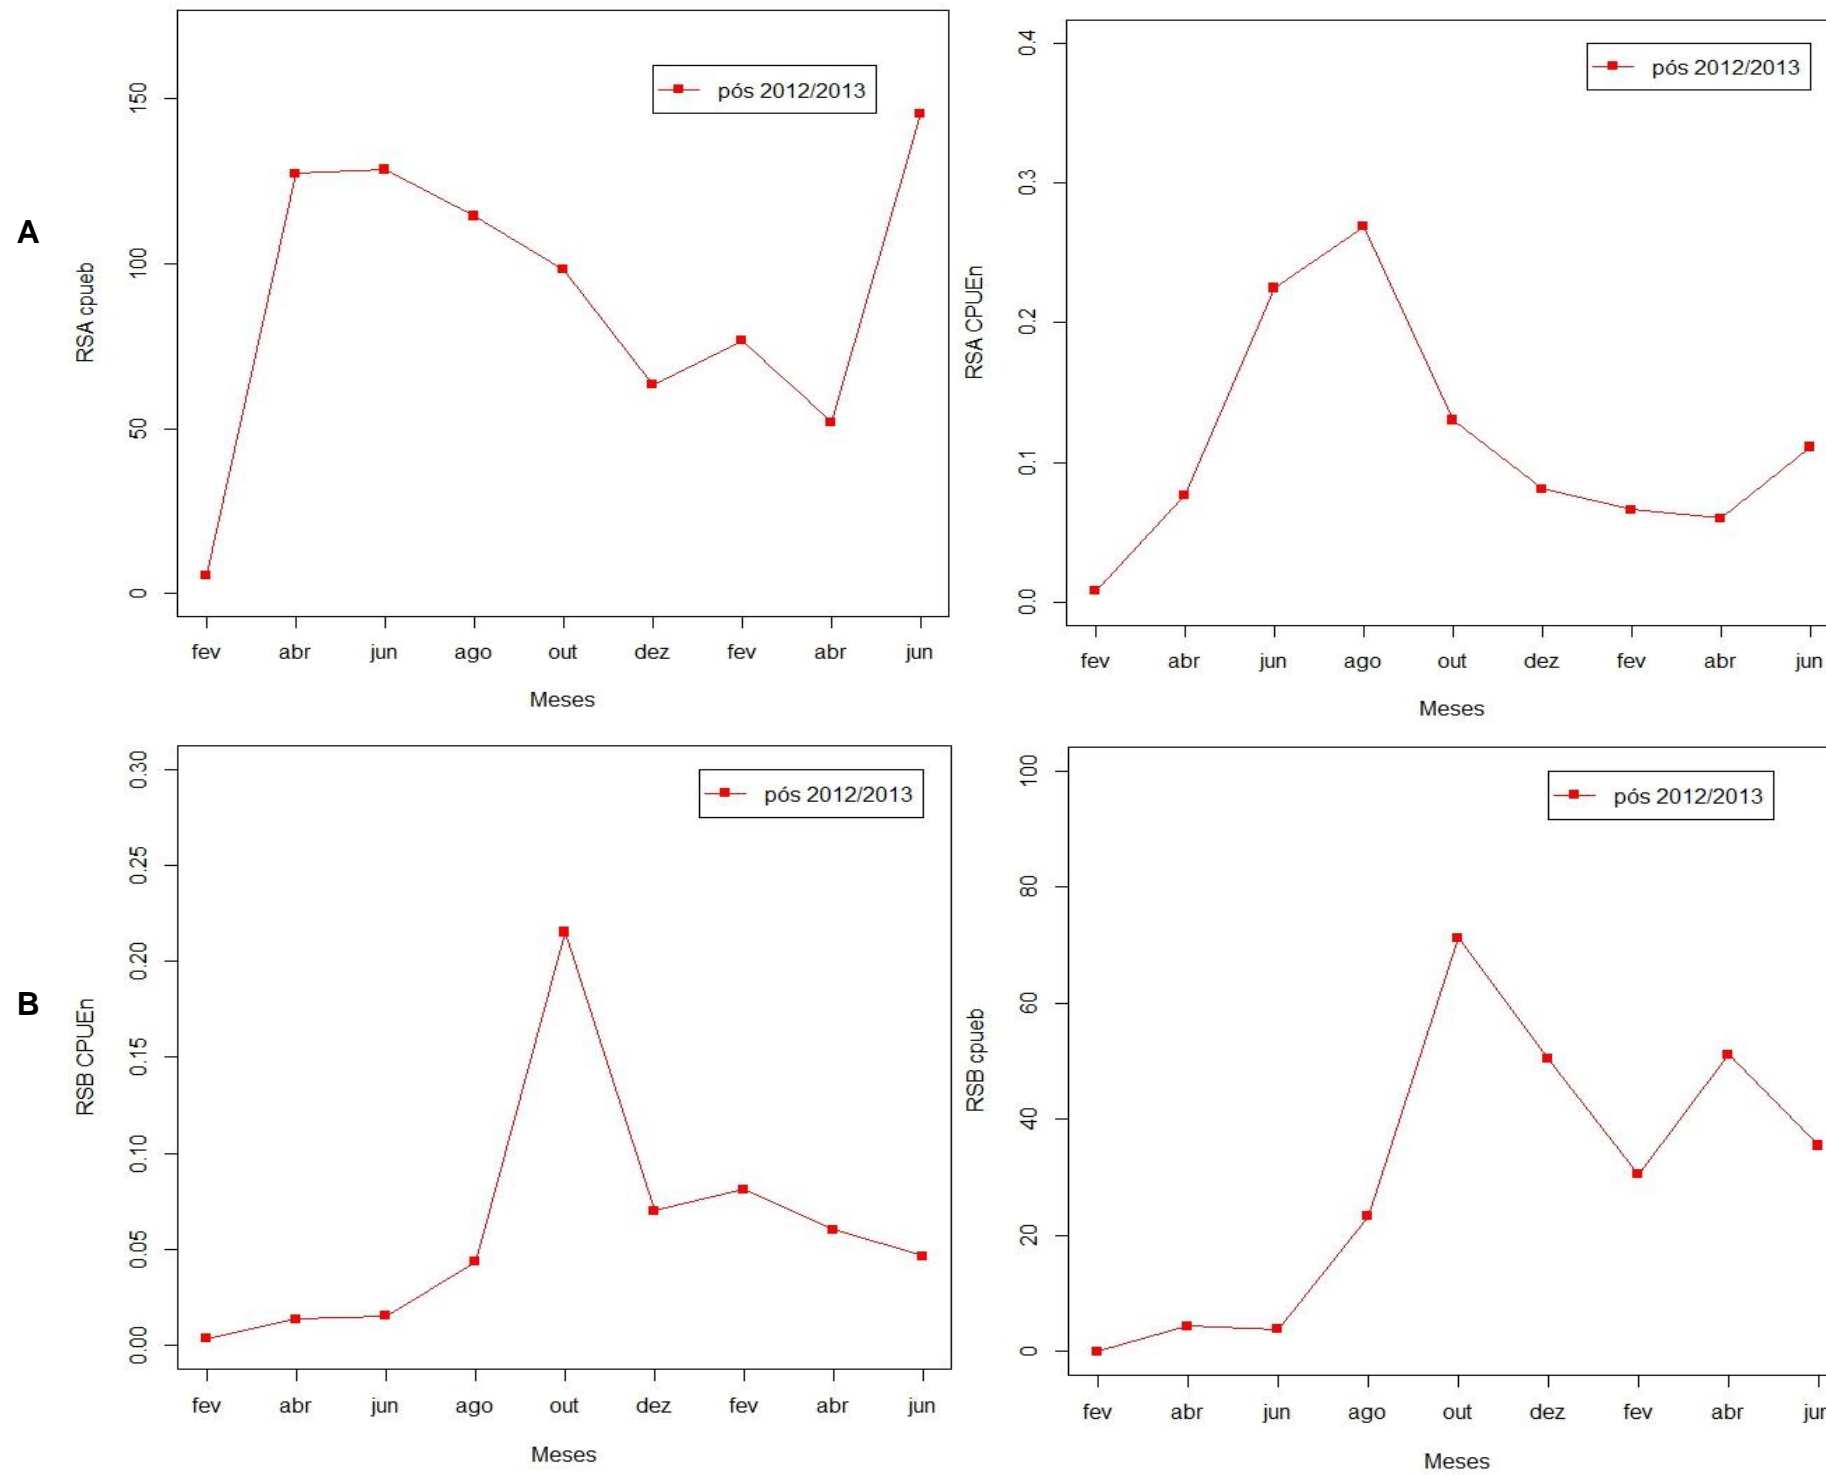 A
RSA cpueb
150
100
50
0
pós 2012/2013
fev abr jun ago out dez fev abr jun
Meses
RSA CPUEn
0.4
0.3
0.2
0.1
0.0
pós 2012/2013
fev abr jun ago out dez fev abr jun
Meses
B
RSB CPUEn
0.30
0.25
0.20
0.15
0.10
0.05
0.00
pós 2012/2013
fev abr jun ago out dez fev abr jun
Meses
RSB cpueb
100
80
60
40
20
0
pós 2012/2013
fev abr jun ago out dez fev abr jun
Meses